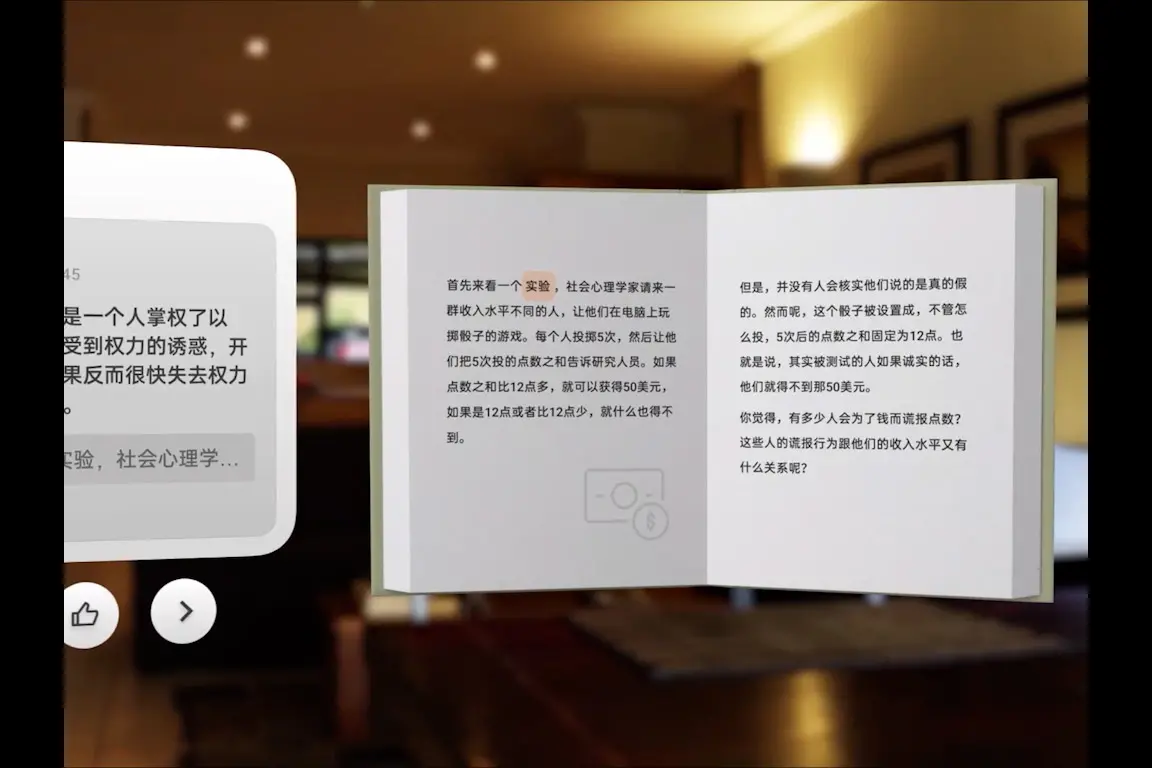 45
是一个人掌权了以
受到权力的诱惑，开
果反而很快失去权力
。
实验，社会心理学...
首先来看一个实验，社会心理学家请来一
群收入水平不同的人，让他们在电脑上玩
掷骰子的游戏。每个人投掷5次，然后让他
们把5次投的点数之和告诉研究人员。如果
点数之和比12点多，就可以获得50美元，
如果是12点或者比12点少，就什么也得不
到。
$
但是，并没有人会核实他们说的是真的假
的。然而呢，这个骰子被设置成，不管怎
么投，5次后的点数之和固定为12点。也
就是说，其实被测试的人如果诚实的话，
他们就得不到那50美元。
你觉得，有多少人会为了钱而谎报点数？
这些人的谎报行为跟他们的收入水平又有
什么关系呢？